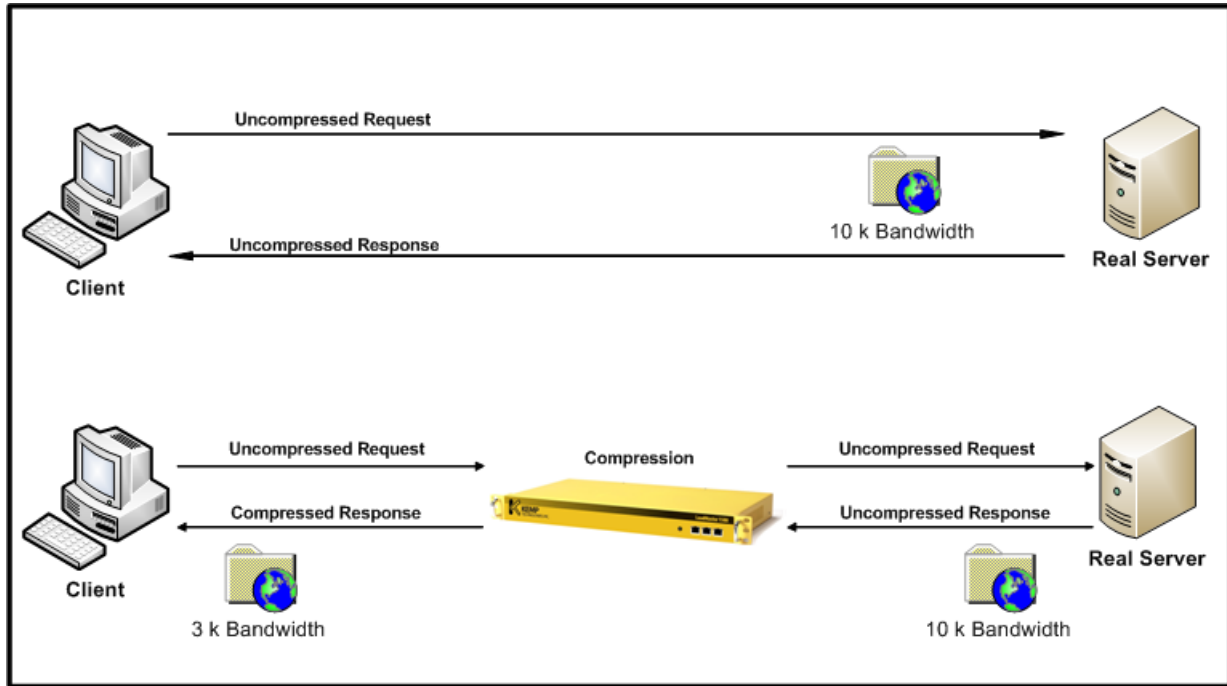 Uncompressed Request
10 k Bandwidth
Uncompressed Response
Client
Real Server
Uncompressed Request
Compression
Uncompressed Request
Compressed Response
KEMP
Uncompressed Response
Client
Real Server
3 k Bandwidth
10 k Bandwidth